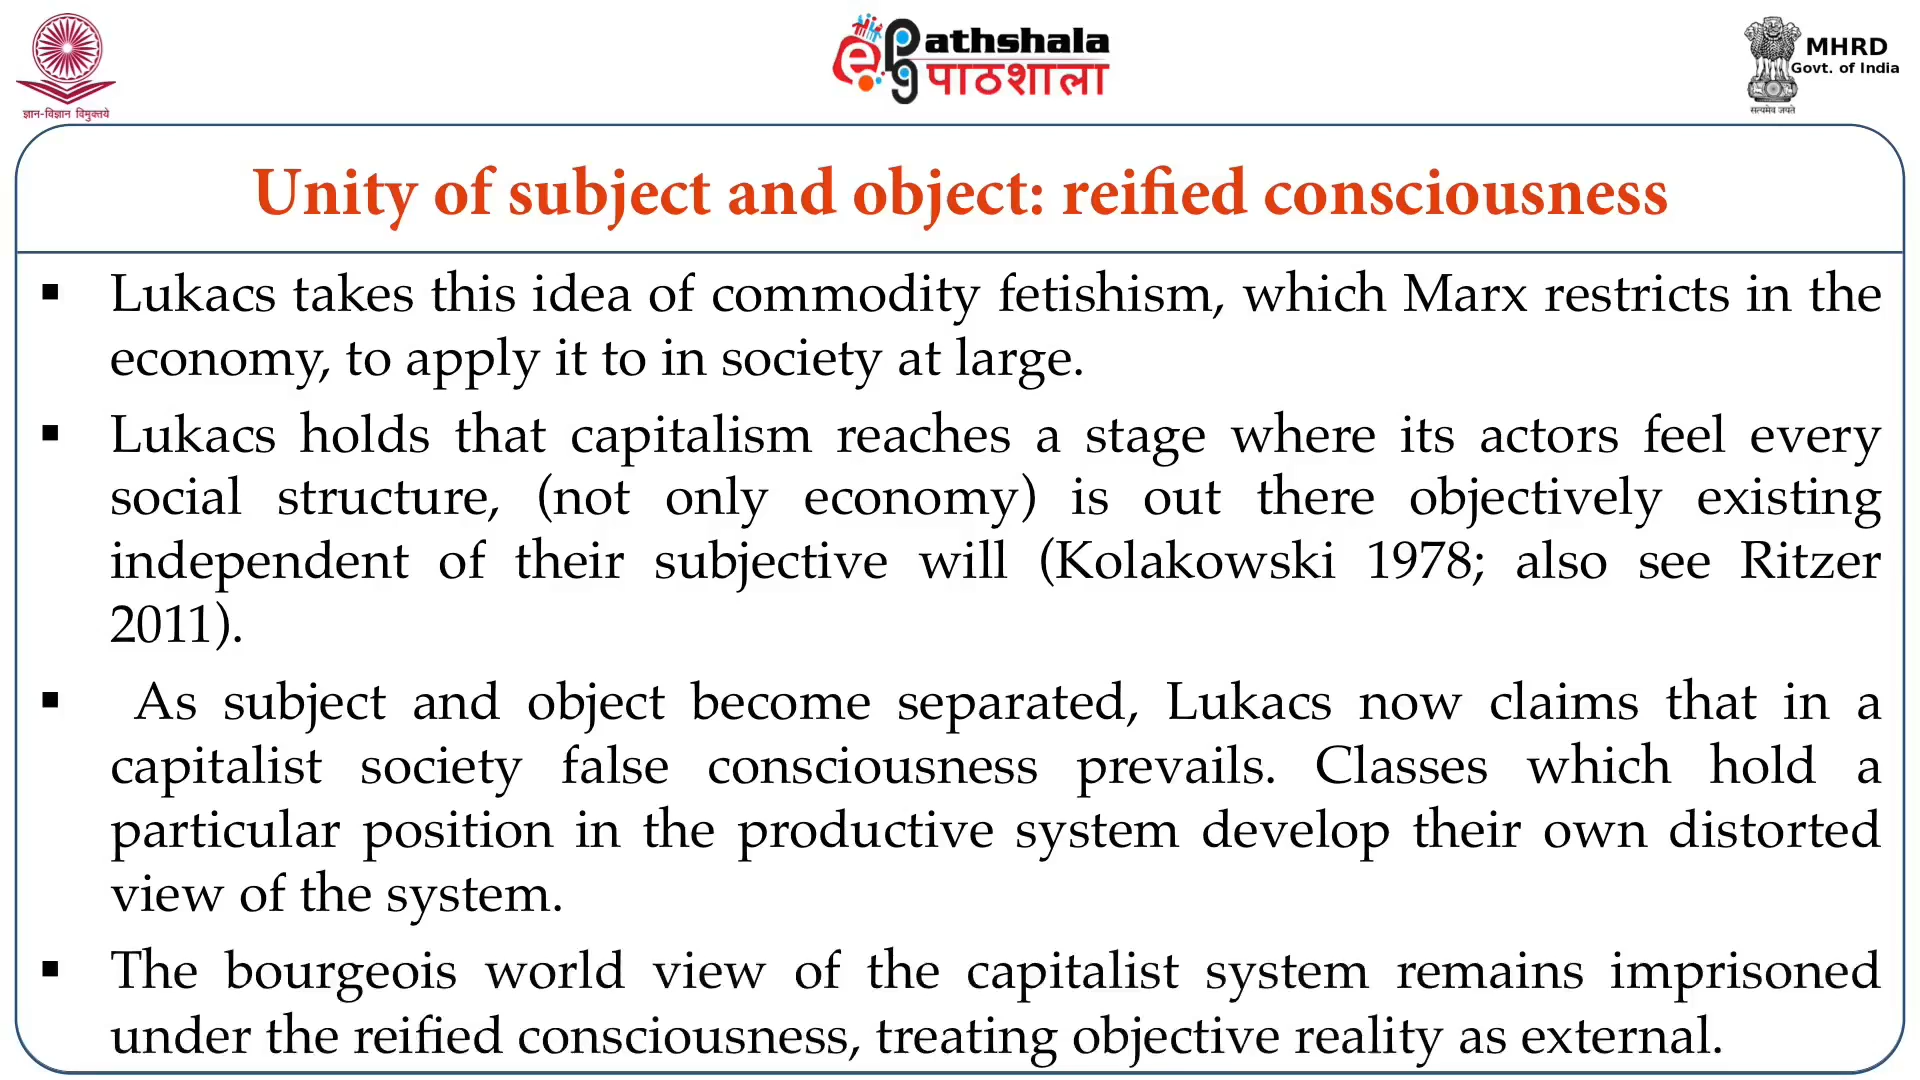 ज्ञान-विज्ञान विमुक्तये
e PG Pathshala
पाठशाला
MHRD
Govt. of India
सत्यमेव जयते
Unity of subject and object: reified consciousness
▪ Lukacs takes this idea of commodity fetishism, which Marx restricts in the
economy, to apply it to in society at large.
▪ Lukacs holds that capitalism reaches a stage where its actors feel every
social structure, (not only economy) is out there objectively existing
independent of their subjective will (Kolakowski 1978; also see Ritzer
2011).
▪ As subject and object become separated, Lukacs now claims that in a
capitalist society false consciousness prevails. Classes which hold a
particular position in the productive system develop their own distorted
view of the system.
▪ The bourgeois world view of the capitalist system remains imprisoned
under the reified consciousness, treating objective reality as external.